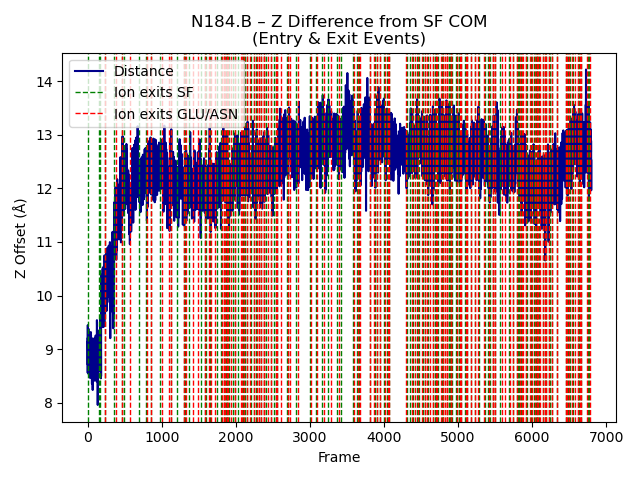 N184.B – Z Difference from SF COM
(Entry & Exit Events)
Distance
Ion exits SF
Ion exits GLU/ASN
Z Offset (Å)
14
13
12
11
10
9
8
0
1000
2000
3000
4000
5000
6000
7000
Frame